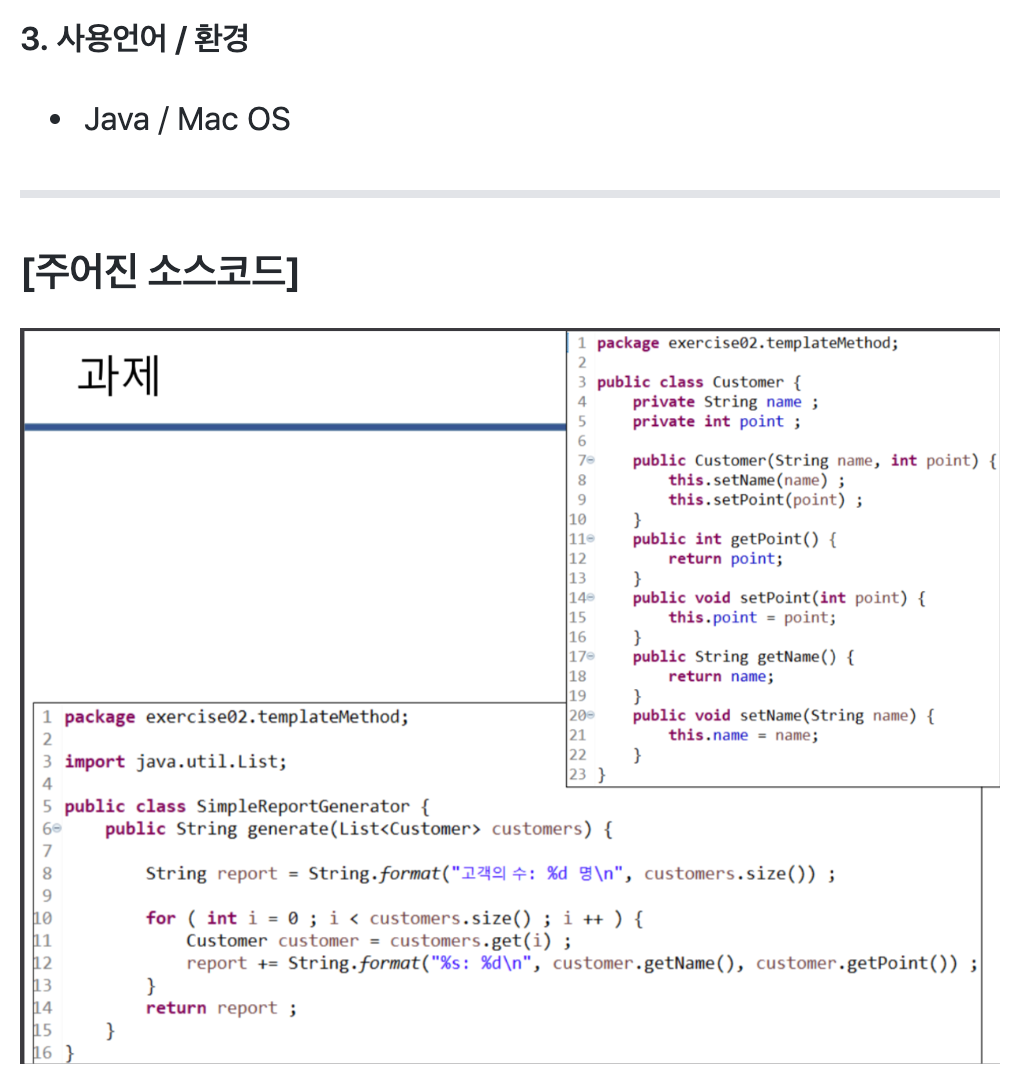 3. 사용언어 / 환경
• Java / Mac OS
[주어진 소스코드]
과제
1 package exercise02.templateMethod;
2
3 public class Customer {
4     private String name ;
5     private int point ;
6
7     public Customer(String name, int point) {
8         this.setName(name) ;
9         this.setPoint(point) ;
10     }
11     public int getPoint() {
12         return point;
13     }
14     public void setPoint(int point) {
15         this.point = point;
16     }
17     public String getName() {
18         return name;
19     }
20     public void setName(String name) {
21         this.name = name;
22     }
23 }
1 package exercise02.templateMethod;
2
3 import java.util.List;
4
5 public class SimpleReportGenerator {
6     public String generate(List<Customer> customers) {
7
8         String report = String.format("고객의 수: %d 명\n", customers.size()) ;
9
10         for ( int i = 0 ; i < customers.size() ; i ++ ) {
11             Customer customer = customers.get(i) ;
12             report += String.format("%s: %d\n", customer.getName(), customer.getPoint()) ;
13         }
14         return report ;
15     }
16 }